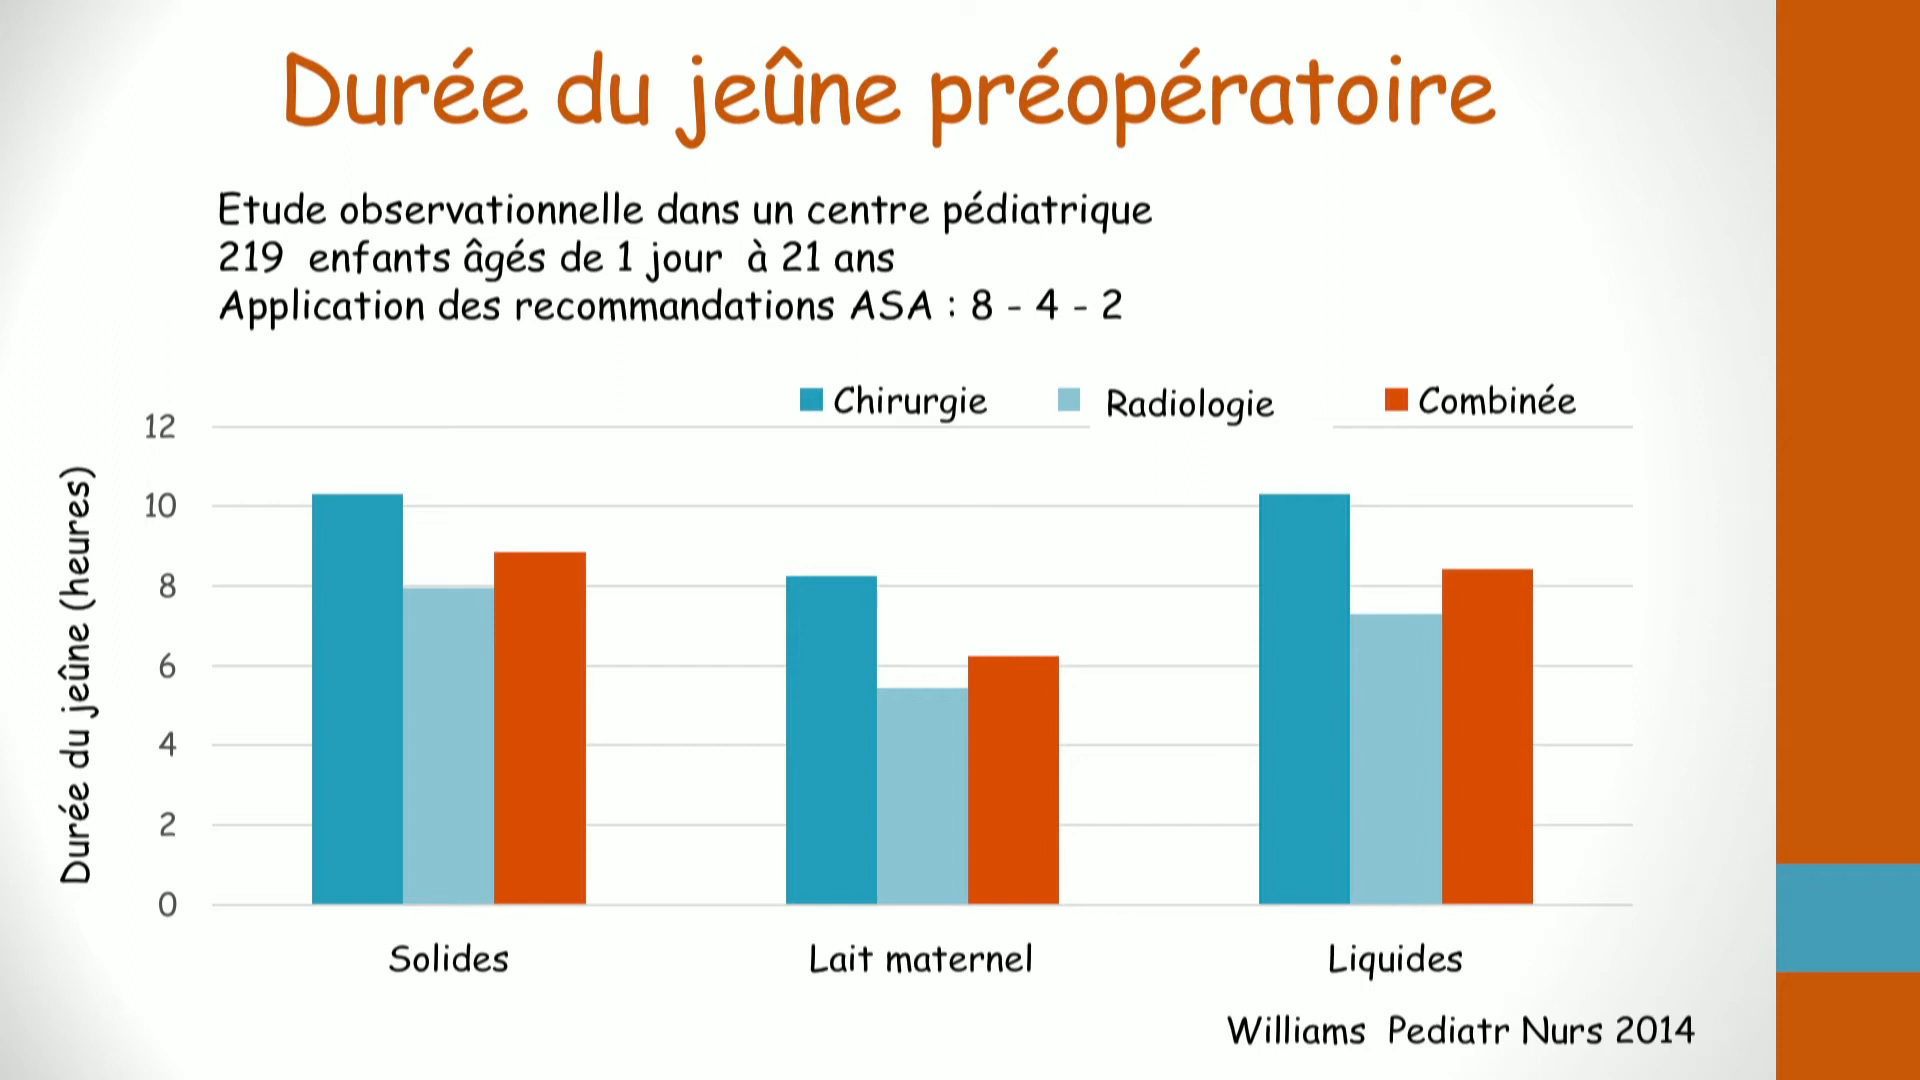 Durée du jeûne préopératoire
Etude observationnelle dans un centre pédiatrique
219 enfants âgés de 1 jour à 21 ans
Application des recommandations ASA : 8 - 4 - 2
Chirurgie
Radiologie
Combinée
Durée du jeûne (heures)
12
10
8
6
4
2
0
Solides
Lait maternel
Liquides
Williams Pediatr Nurs 2014